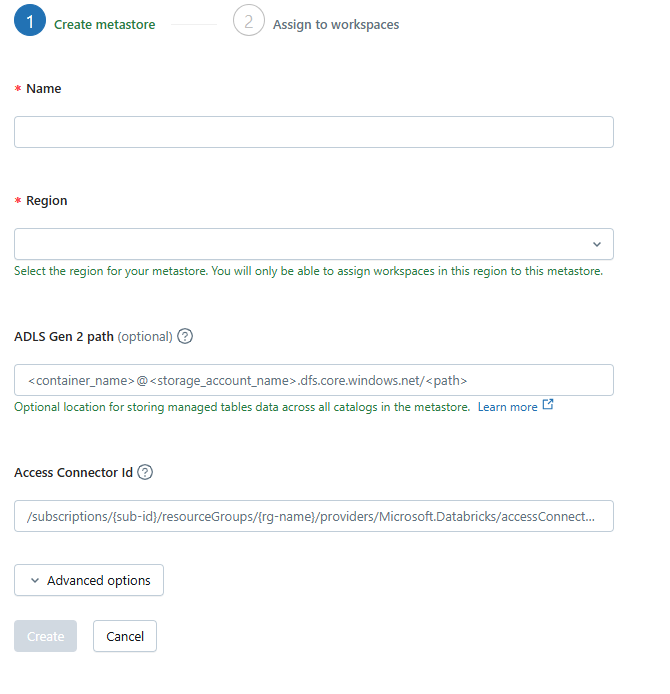 1 Create metastore 2 Assign to workspaces
* Name
* Region
Select the region for your metastore. You will only be able to assign workspaces in this region to this metastore.
ADLS Gen 2 path (optional) ?
<container_name>@<storage_account_name>.dfs.core.windows.net/<path>
Optional location for storing managed tables data across all catalogs in the metastore. Learn more
Access Connector Id ?
/subscriptions/{sub-id}/resourceGroups/{rg-name}/providers/Microsoft.Databricks/accessConnect...
Advanced options
Create Cancel